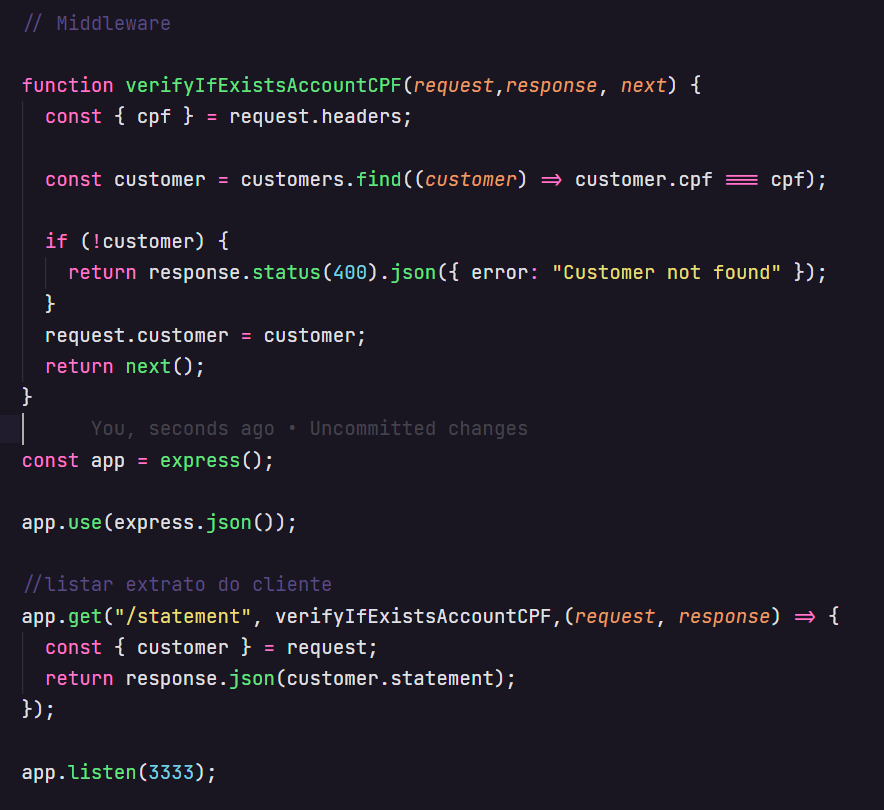 // Middleware
function verifyIfExistsAccountCPF(request,response, next) {
const { cpf } = request.headers;
const customer = customers.find((customer) => customer.cpf === cpf);
if (!customer) {
return response.status(400).json({ error: "Customer not found" });
}
request.customer = customer;
return next();
}
You, seconds ago • Uncommitted changes
const app = express();
app.use(express.json());
//listar extrato do cliente
app.get("/statement", verifyIfExistsAccountCPF,(request, response) => {
const { customer } = request;
return response.json(customer.statement);
});
app.listen(3333);